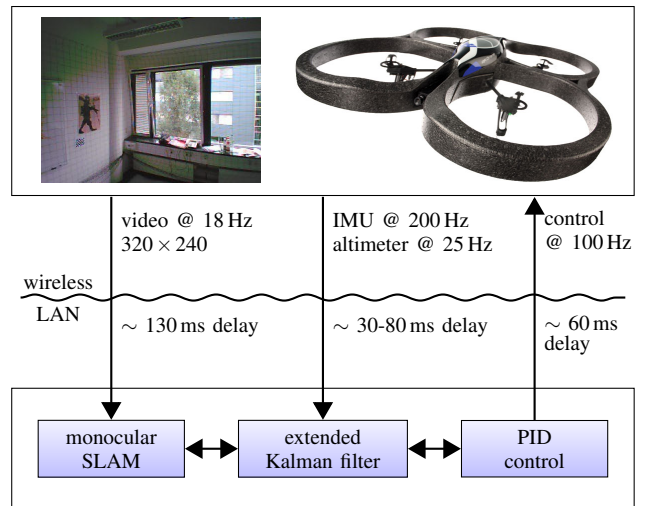 video @ 18 Hz
320 × 240
IMU @ 200 Hz
altimeter @ 25 Hz
control
@ 100 Hz
wireless
LAN
∼ 130 ms delay
∼ 30-80 ms delay
∼ 60 ms
delay
monocular
SLAM
extended
Kalman filter
PID
control